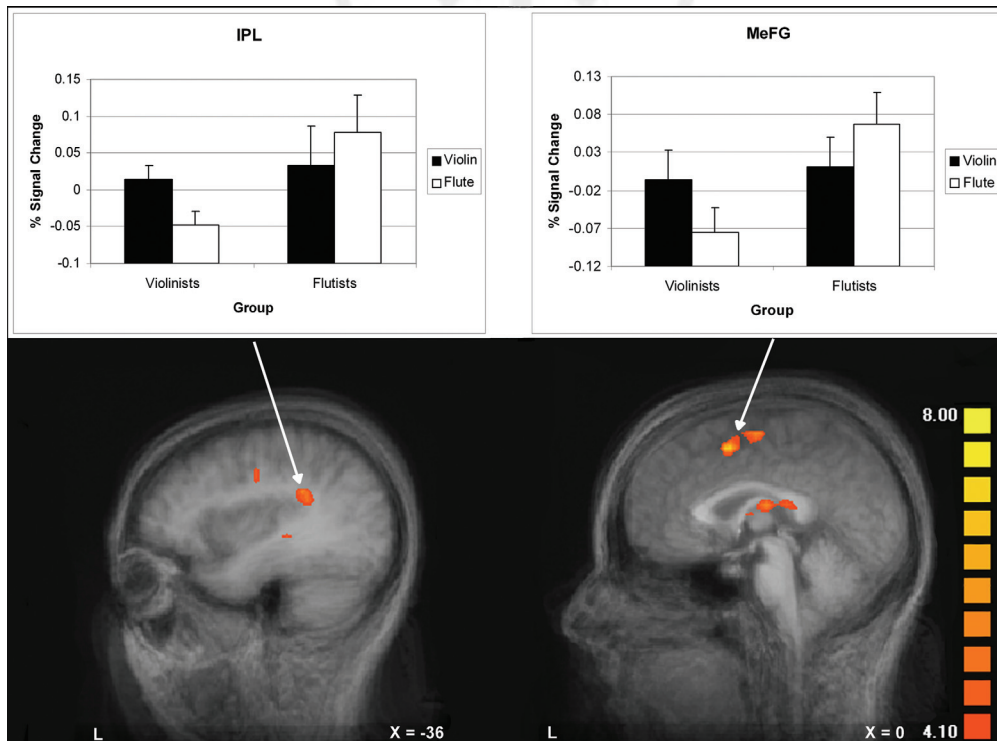 IPL
0.15
0.1
0.05
0
-0.05
-0.1
% Signal Change
Violinists
Flutists
Group
Violin
Flute
MeFG
0.13
0.08
0.03
-0.02
-0.07
-0.12
% Signal Change
Violinists
Flutists
Group
Violin
Flute
L
X = -36
L
X = 0
8.00
4.10